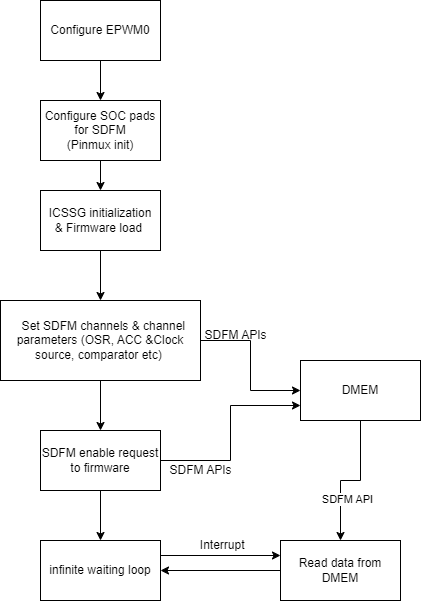 Configure EPWM0
Configure SOC pads
for SDFM
(Pinmux init)
ICSSG initialization
& Firmware load
Set SDFM channels & channel
parameters (OSR, ACC &Clock
source, comparator etc)
SDFM APIs
DMEM
SDFM enable request
to firmware
SDFM APIs
SDFM API
infinite waiting loop
Interrupt
Read data from
DMEM